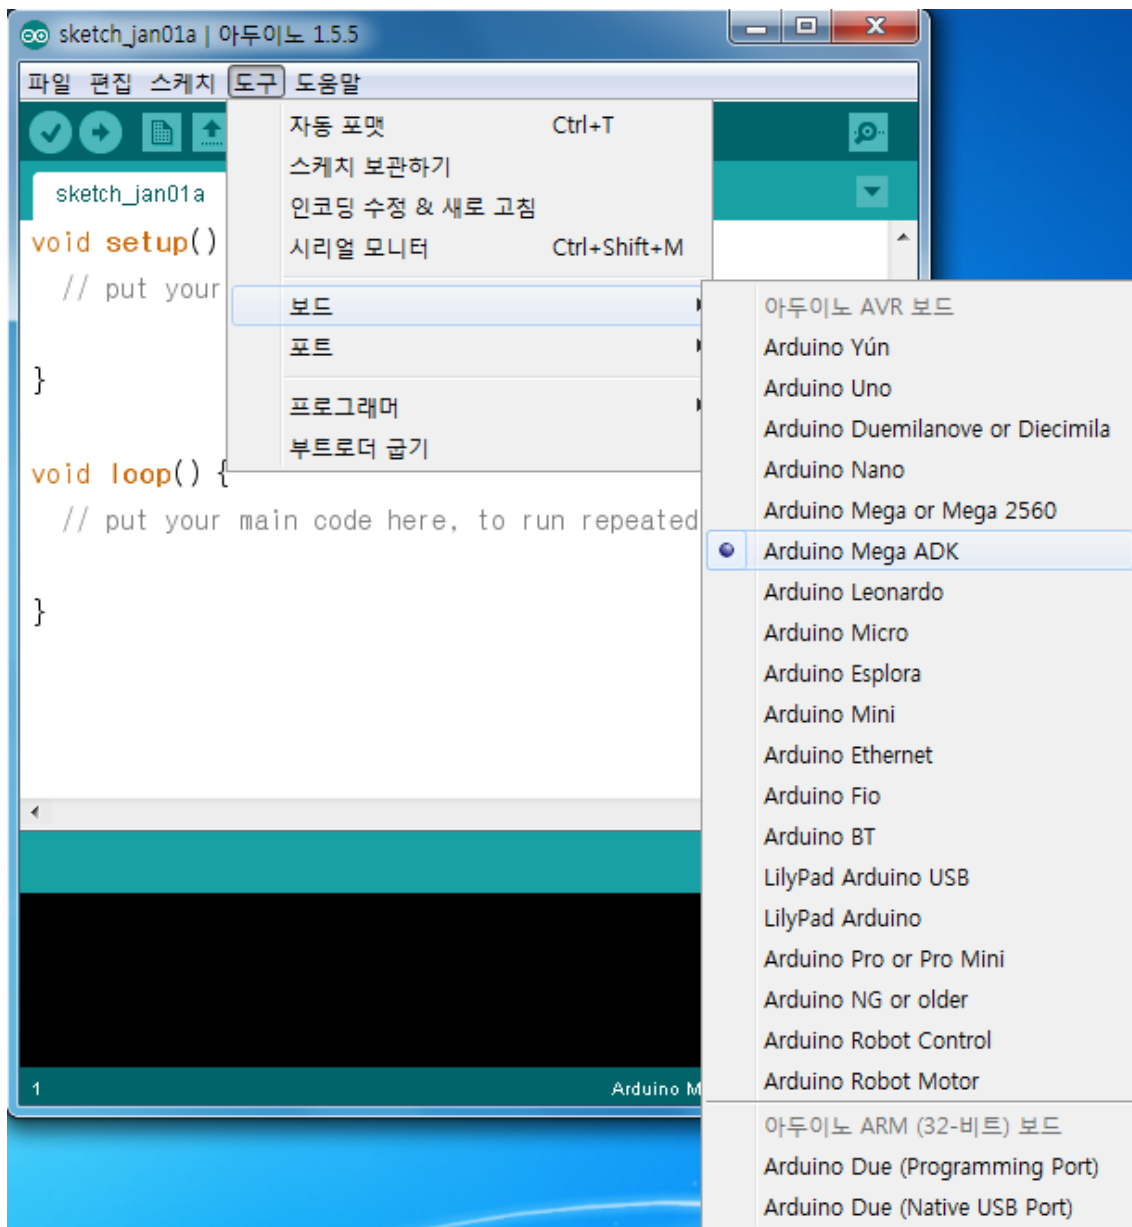 sketch_jan01a | 아두이노 1.5.5
파일 편집 스케치 도구 도움말
자동 포맷 Ctrl+T
스케치 보관하기
인코딩 수정 & 새로 고침
시리얼 모니터 Ctrl+Shift+M
보드
포트
프로그래머
부트로더 굽기
sketch_jan01a
void setup()
// put your
}
void loop() {
// put your main code here, to run repeated
}
1 Arduino M
아두이노 AVR 보드
Arduino Yún
Arduino Uno
Arduino Duemilanove or Diecimila
Arduino Nano
Arduino Mega or Mega 2560
Arduino Mega ADK
Arduino Leonardo
Arduino Micro
Arduino Esplora
Arduino Mini
Arduino Ethernet
Arduino Fio
Arduino BT
LilyPad Arduino USB
LilyPad Arduino
Arduino Pro or Pro Mini
Arduino NG or older
Arduino Robot Control
Arduino Robot Motor
아두이노 ARM (32-비트) 보드
Arduino Due (Programming Port)
Arduino Due (Native USB Port)